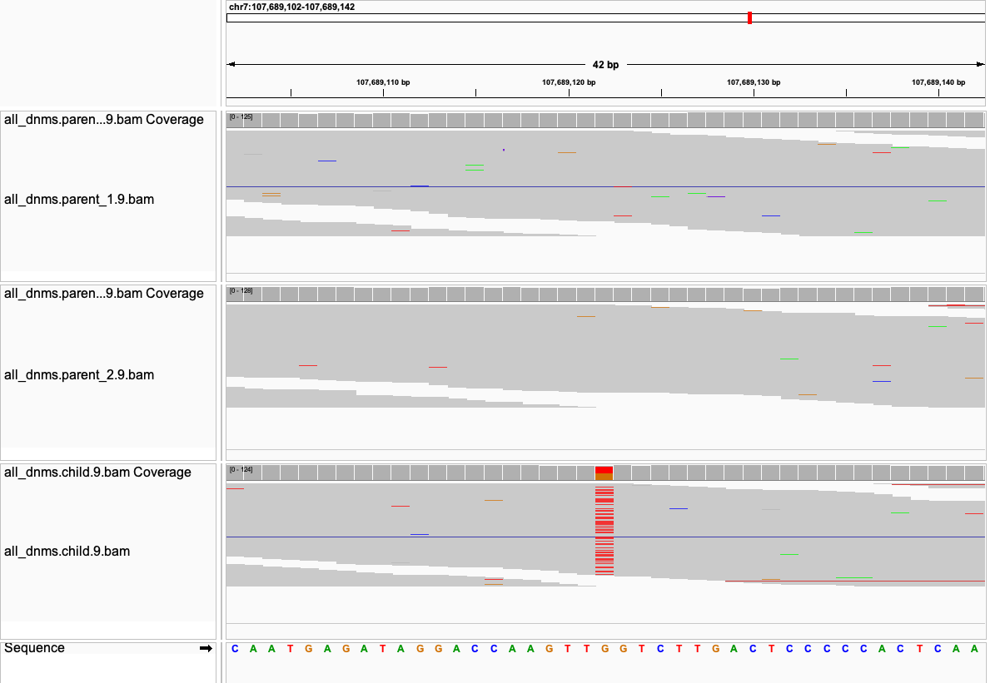 chr7:107,689,102-107,689,142
42 bp
107,689,110 bp 107,689,120 bp 107,689,130 bp 107,689,140 bp
all_dnms.paren...9.bam Coverage
[0 - 125]
all_dnms.parent_1.9.bam
all_dnms.paren...9.bam Coverage
[0 - 128]
all_dnms.parent_2.9.bam
all_dnms.child.9.bam Coverage
[0 - 124]
all_dnms.child.9.bam
Sequence
C A A T G A G A T A G G A C C A A G T T G G T C T T G A C T C C C C C A C T C A A